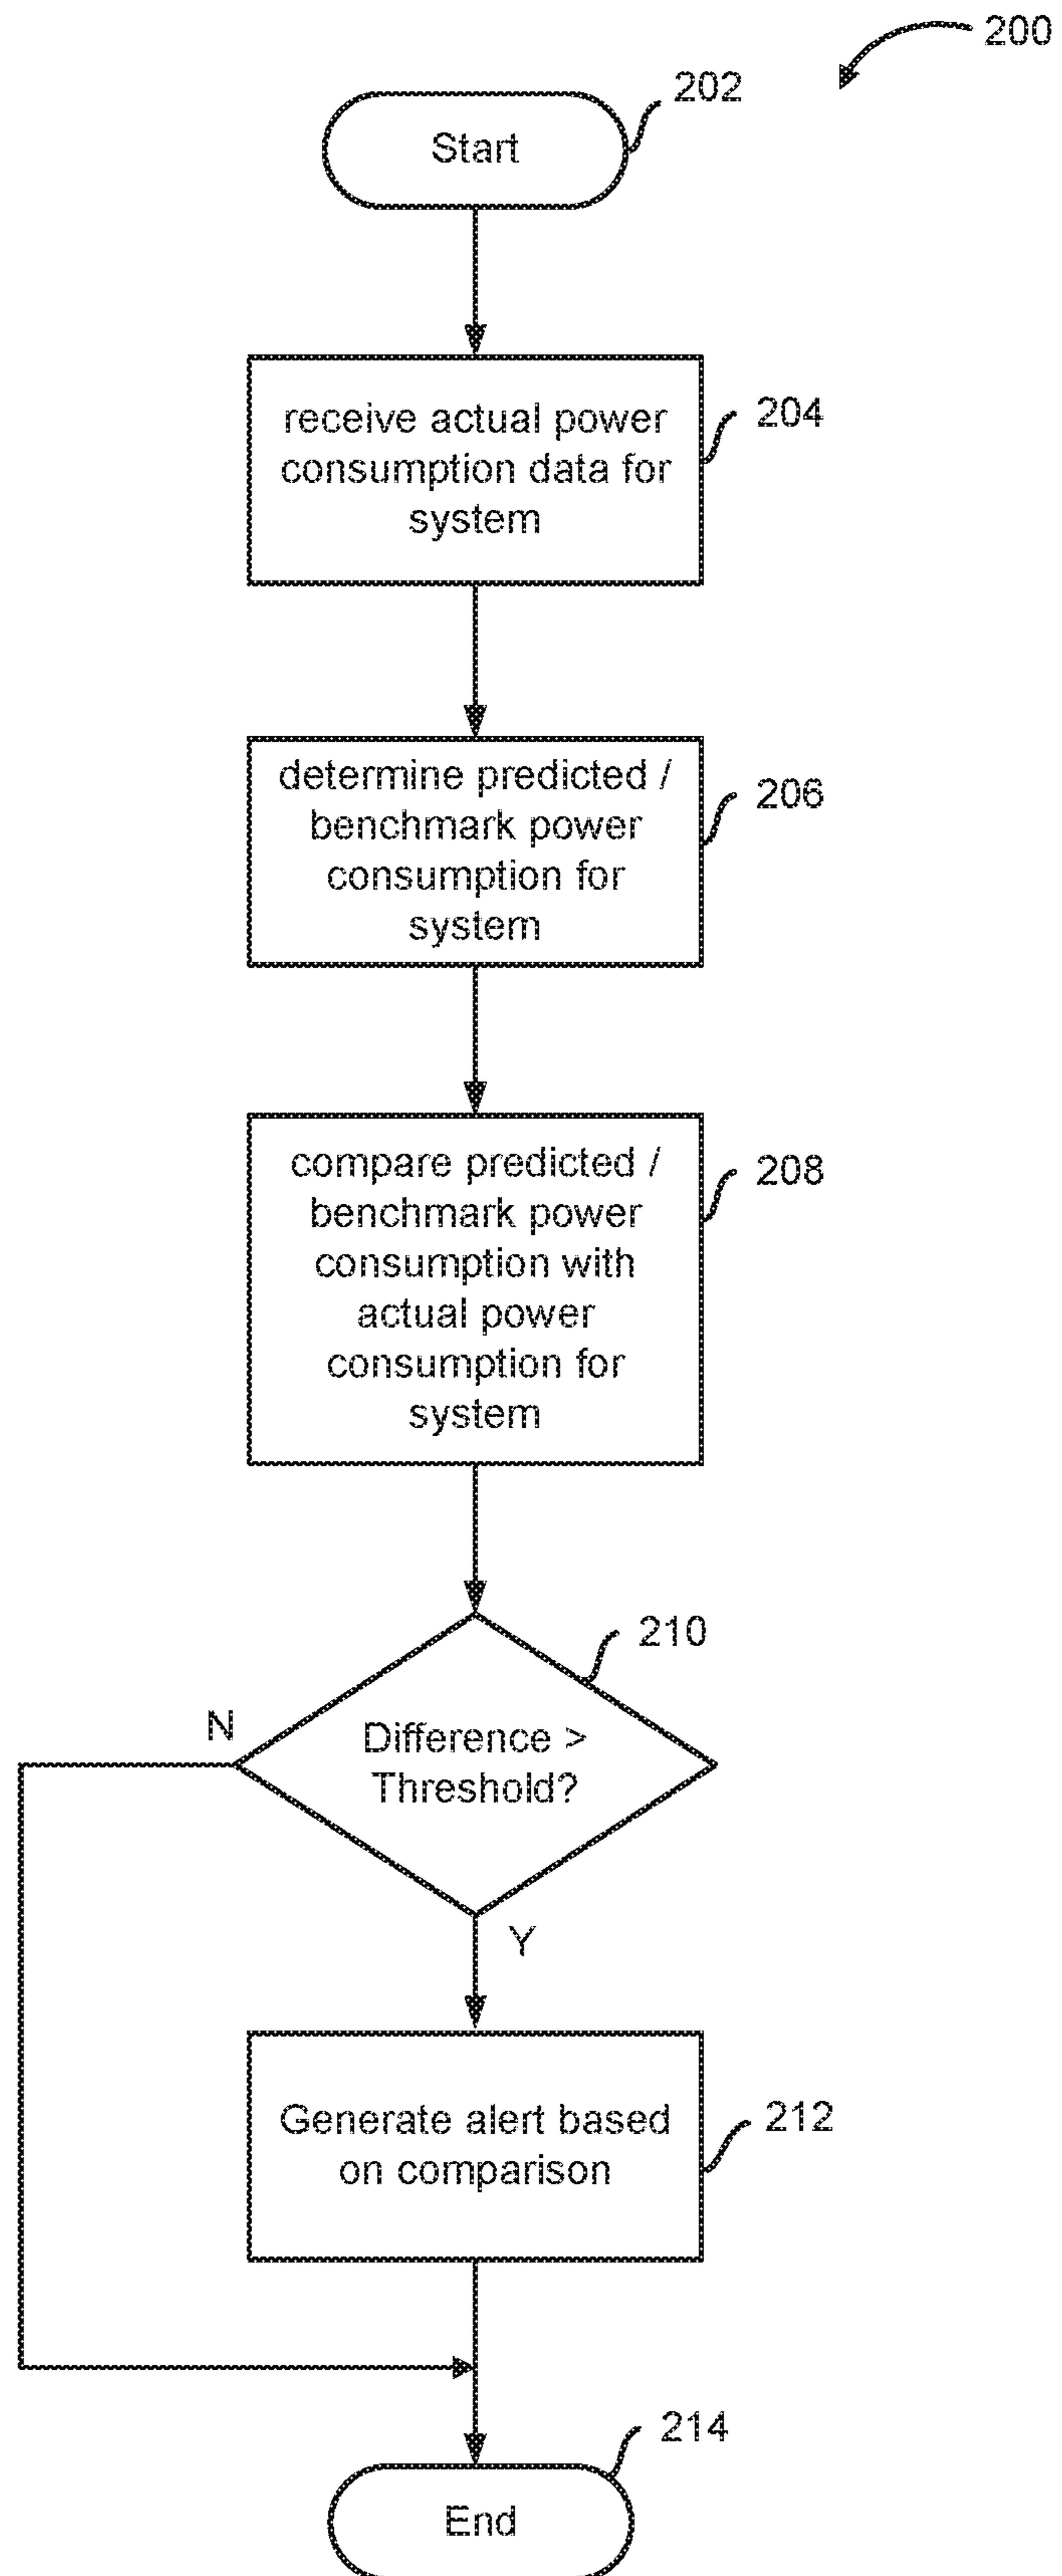 200
202
Start
receive actual power
consumption data for
system
204
determine predicted /
benchmark power
consumption for
system
206
compare predicted /
benchmark power
consumption with
actual power
consumption for
system
208
210
N
Difference >
Threshold?
Y
Generate alert based
on comparison
212
214
End